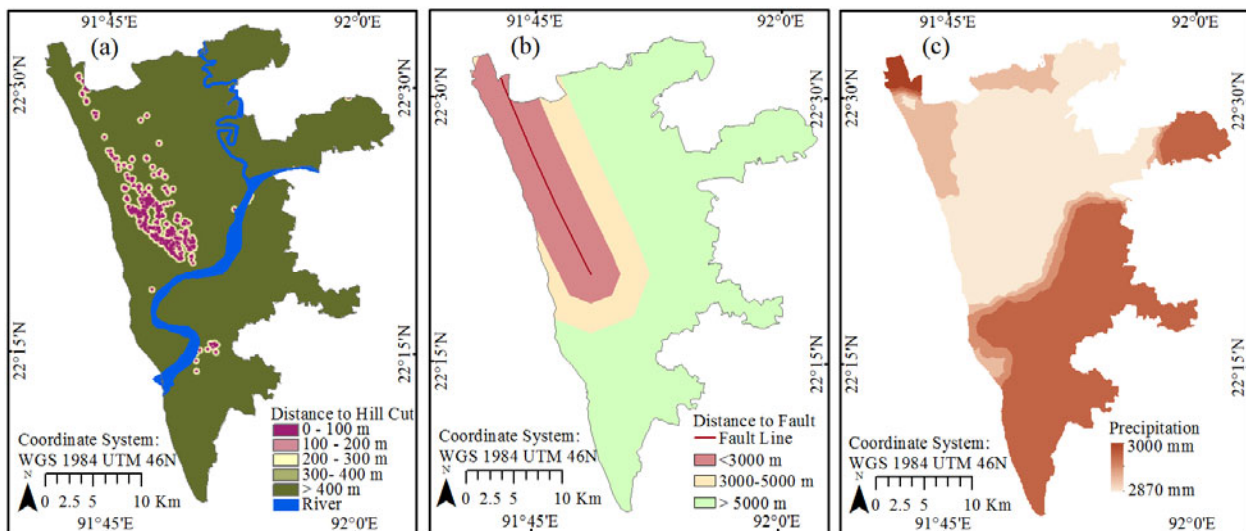 91°45'E
92°0'E
(a)
22°30'N
22°30'N
22°15'N
22°15'N
Distance to Hill Cut
0 - 100 m
100 - 200 m
200 - 300 m
300- 400 m
> 400 m
River
Coordinate System:
WGS 1984 UTM 46N
N
0 2.5 5 10 Km
91°45'E
92°0'E
91°45'E
92°0'E
(b)
22°30'N
22°30'N
22°15'N
22°15'N
Distance to Fault
Fault Line
<3000 m
3000-5000 m
> 5000 m
Coordinate System:
WGS 1984 UTM 46N
N
0 2.5 5 10 Km
91°45'E
92°0'E
91°45'E
92°0'E
(c)
22°30'N
22°30'N
22°15'N
22°15'N
Precipitation
3000 mm
2870 mm
Coordinate System:
WGS 1984 UTM 46N
N
0 2.5 5 10 Km
91°45'E
92°0'E